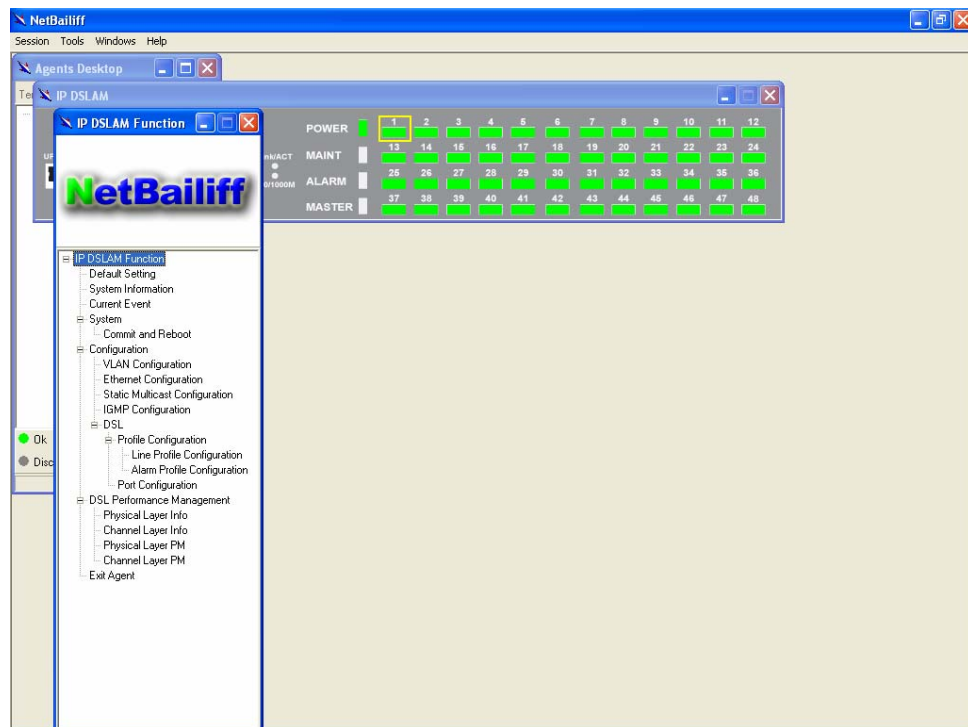 NetBailiff
Session Tools Windows Help
Agents Desktop
IP DSLAM
IP DSLAM Function
POWER 1 2 3 4 5 6 7 8 9 10 11 12
MAINT 13 14 15 16 17 18 19 20 21 22 23 24
ALARM 25 26 27 28 29 30 31 32 33 34 35 36
MASTER 37 38 39 40 41 42 43 44 45 46 47 48
NetBailiff
IP DSLAM Function
Default Setting
System Information
Current Event
System
Commit and Reboot
Configuration
VLAN Configuration
Ethernet Configuration
Static Multicast Configuration
IGMP Configuration
DSL
Profile Configuration
Line Profile Configuration
Alarm Profile Configuration
Port Configuration
DSL Performance Management
Physical Layer Info
Channel Layer Info
Physical Layer PM
Channel Layer PM
Exit Agent
Ok
Disc